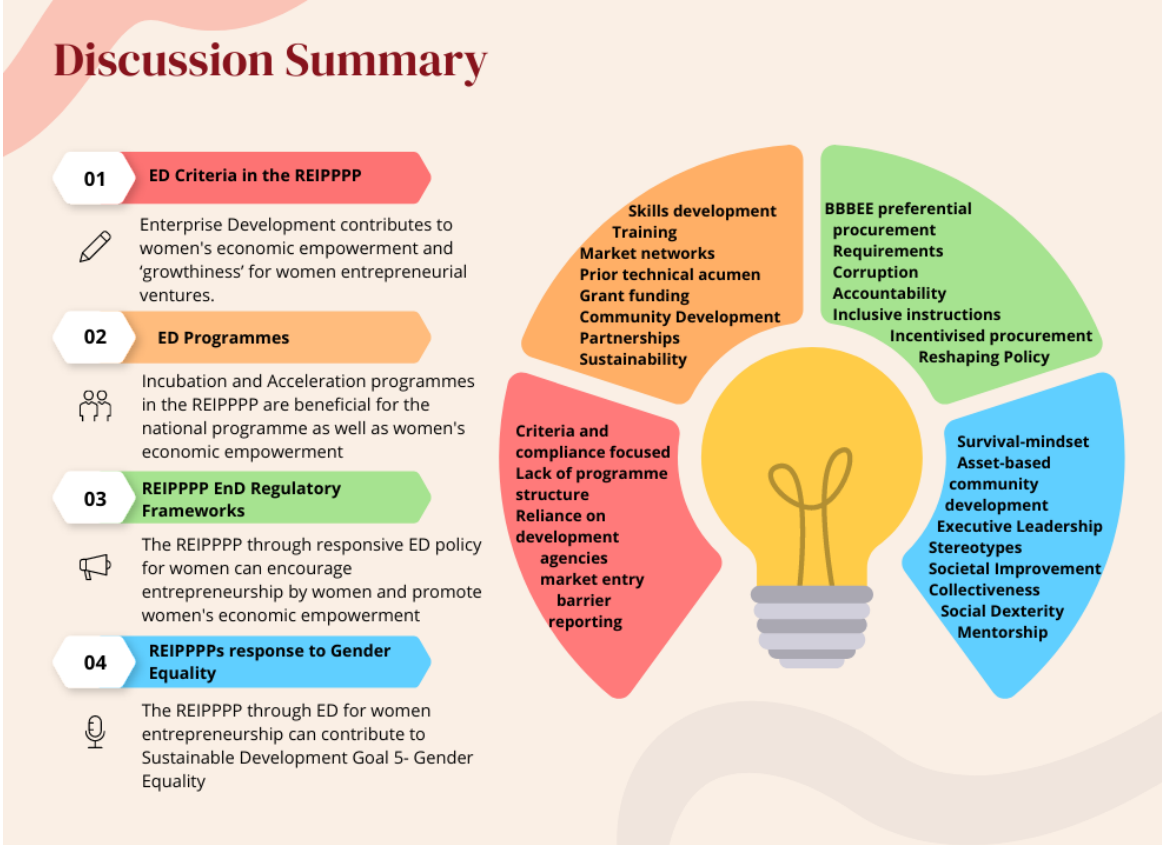 Discussion Summary
01
ED Criteria in the REIPPPP
Enterprise Development contributes to
women's economic empowerment and
‘growthiness’ for women entrepreneurial
ventures.
02
ED Programmes
Incubation and Acceleration programmes
in the REIPPPP are beneficial for the
national programme as well as women's
economic empowerment
03
REIPPPP EnD Regulatory
Frameworks
The REIPPPP through responsive ED policy
for women can encourage
entrepreneurship by women and promote
women's economic empowerment
04
REIPPPPs response to Gender
Equality
The REIPPPP through ED for women
entrepreneurship can contribute to
Sustainable Development Goal 5- Gender
Equality
Criteria and
compliance focused
Lack of programme
structure
Reliance on
development
agencies
market entry
barrier
reporting
Skills development
Training
Market networks
Prior technical acumen
Grant funding
Community Development
Partnerships
Sustainability
BBBEE preferential
procurement
Requirements
Corruption
Accountability
Inclusive instructions
Incentivised procurement
Reshaping Policy
Survival-mindset
Asset-based
community
development
Executive Leadership
Stereotypes
Societal Improvement
Collectiveness
Social Dexterity
Mentorship